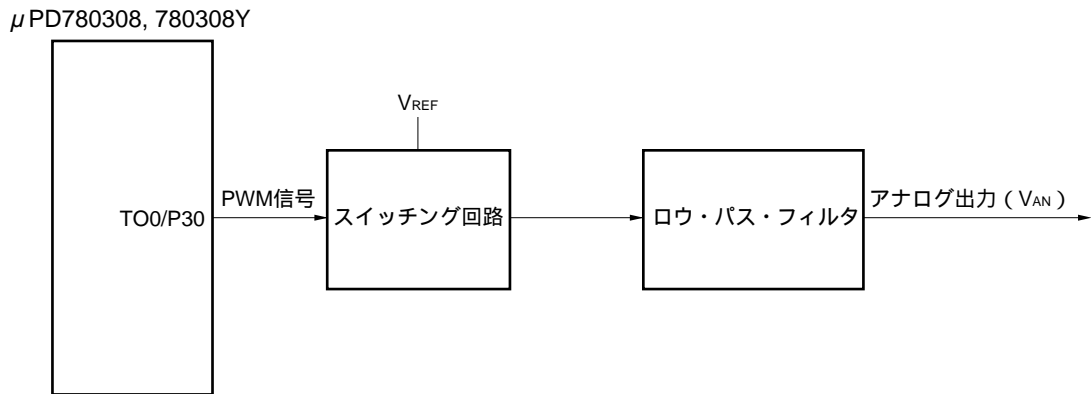 μPD780308, 780308Y
VREF
TO0/P30
PWM信号
スイッチング回路
ロウ・パス・フィルタ
アナログ出力（VAN）